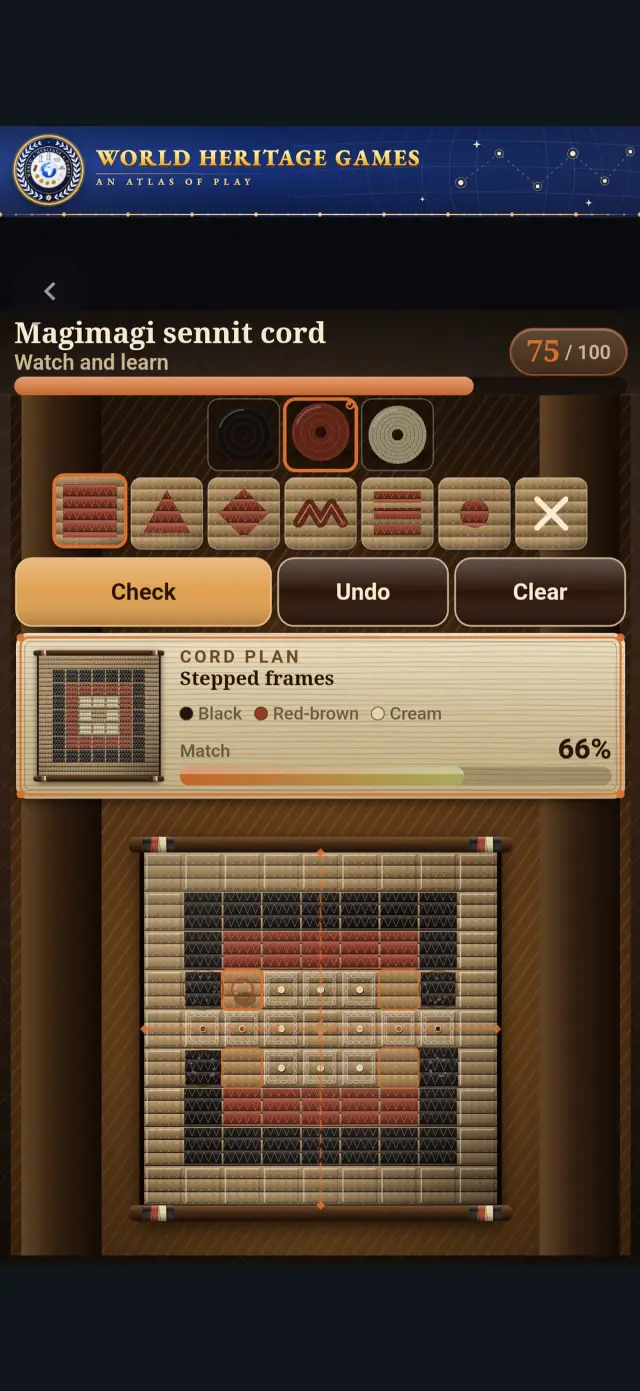 WORLD HERITAGE GAMES
AN ATLAS OF PLAY
Magimagi sennit cord
Watch and learn
75 / 100
Check
Undo
Clear
CORD PLAN
Stepped frames
Black
Red-brown
Cream
Match
66%